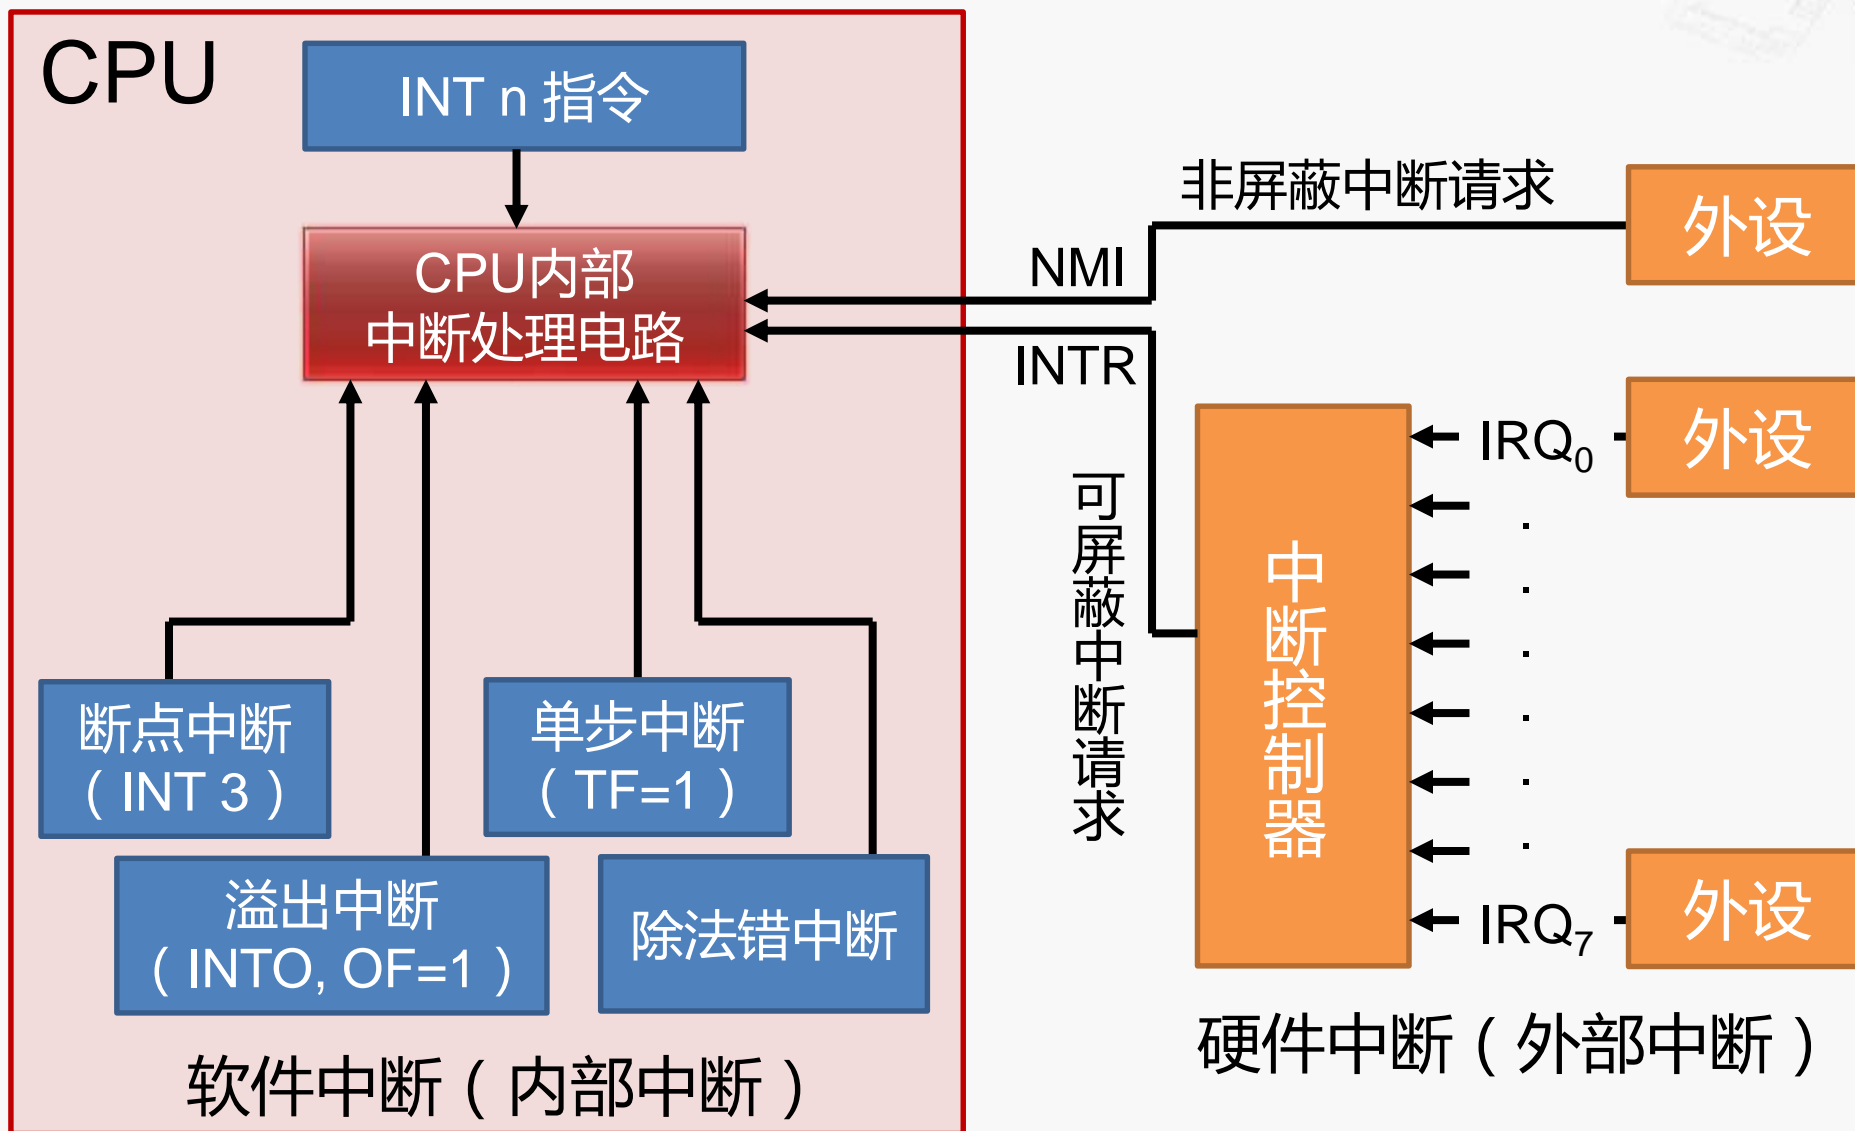 CPU
INT n 指令
CPU内部
中断处理电路
断点中断
( INT 3 )
单步中断
( TF=1 )
溢出中断
( INTO, OF=1 )
除法错中断
软件中断 ( 内部中断 )
非屏蔽中断请求
外设
NMI
INTR
可屏蔽中断请求
中断控制器
IRQ0
外设
IRQ7
外设
硬件中断 ( 外部中断 )